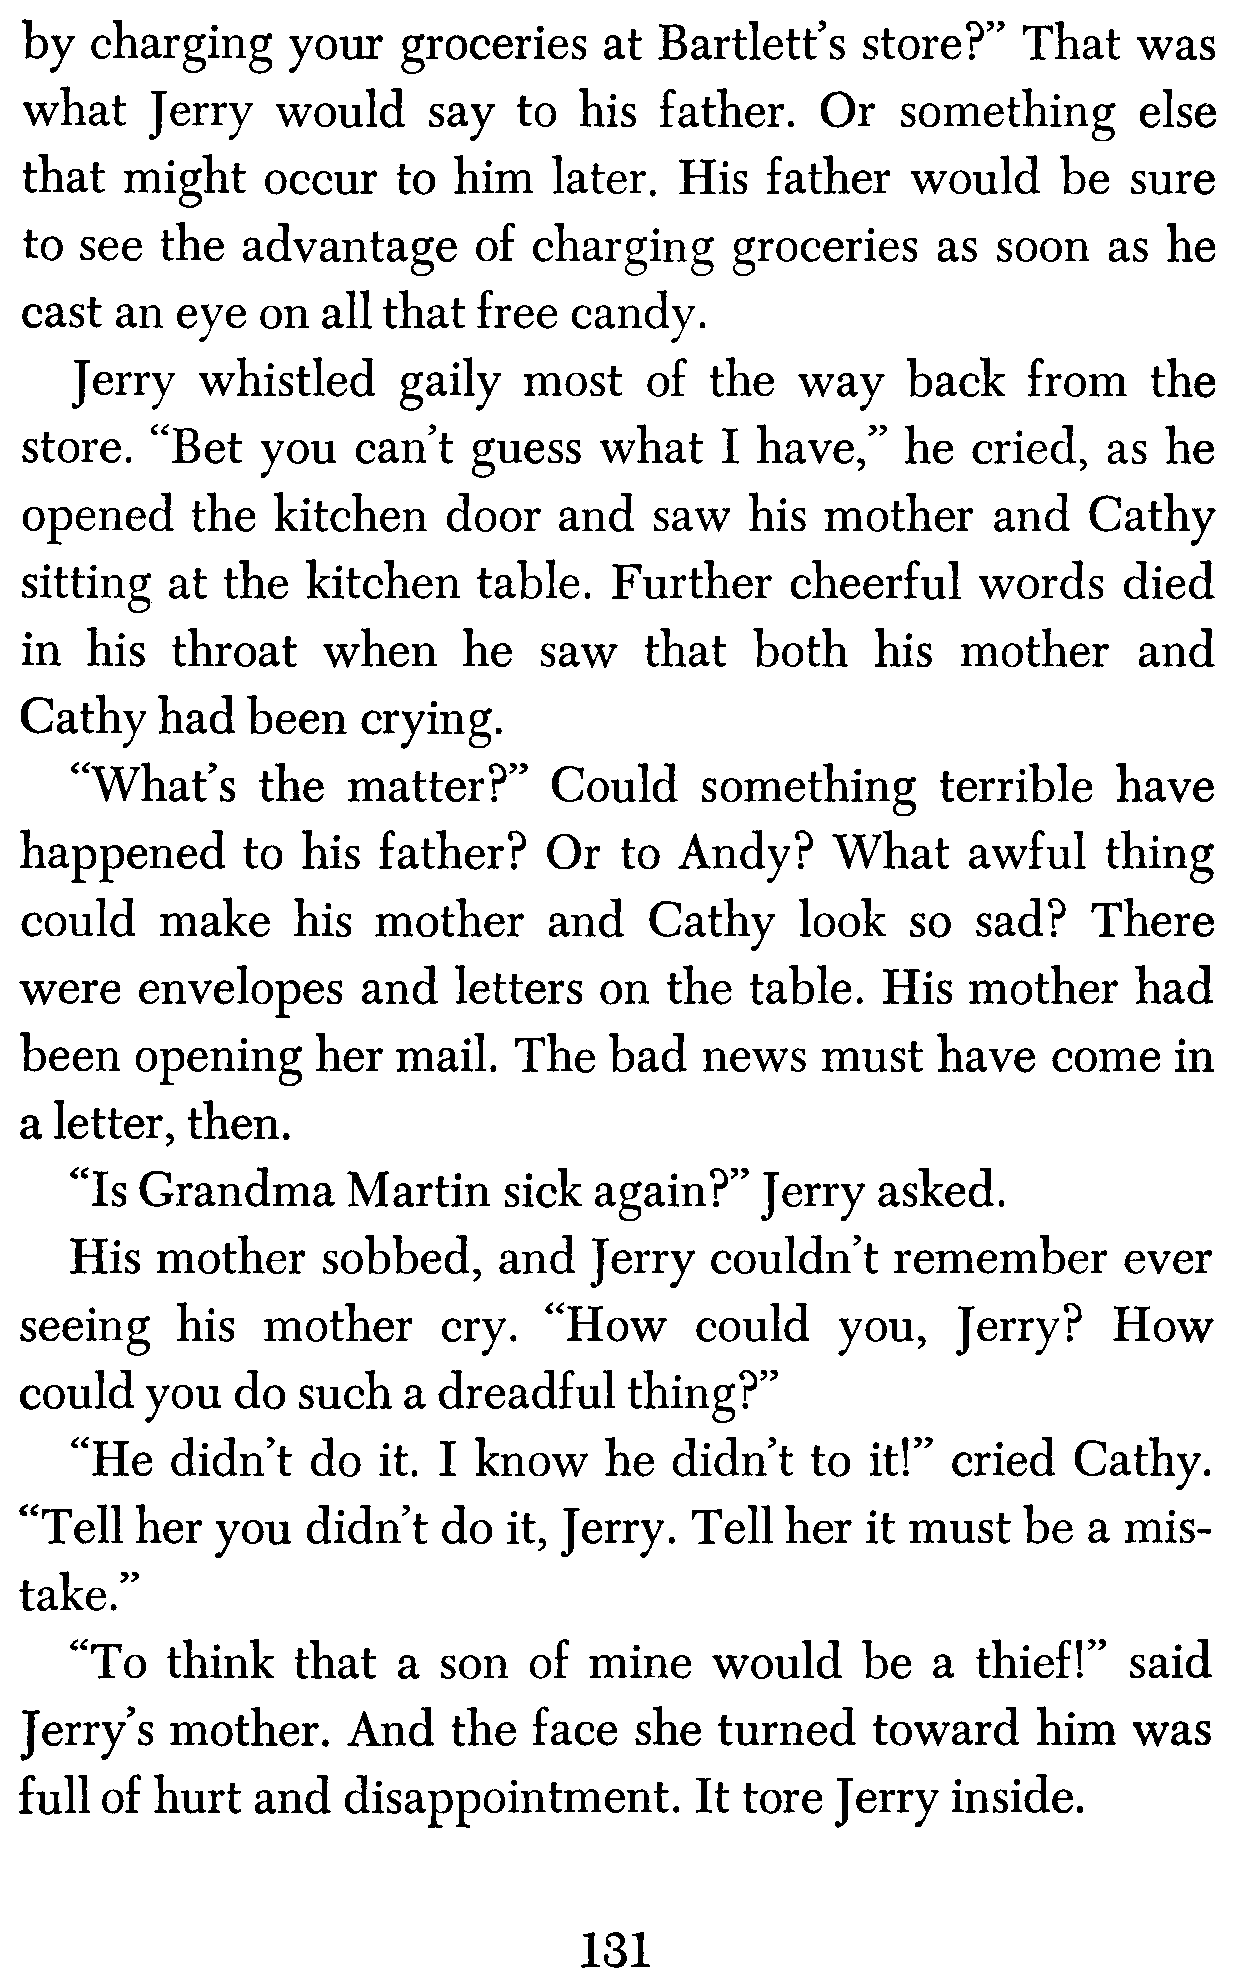 by charging your groceries at Bartlett's store?” That was
what Jerry would say to his father. Or something else
that might occur to him later. His father would be sure
to see the advantage of charging groceries as soon as he
cast an eye on all that free candy.
Jerry whistled gaily most of the way back from the
store. “Bet you can't guess what I have,” he cried, as he
opened the kitchen door and saw his mother and Cathy
sitting at the kitchen table. Further cheerful words died
in his throat when he saw that both his mother and
Cathy had been crying.
“What's the matter?” Could something terrible have
happened to his father? Or to Andy? What awful thing
could make his mother and Cathy look so sad? There
were envelopes and letters on the table. His mother had
been opening her mail. The bad news must have come in
a letter, then.
“Is Grandma Martin sick again?” Jerry asked.
His mother sobbed, and Jerry couldn't remember ever
seeing his mother cry. “How could you, Jerry? How
could you do such a dreadful thing?”
“He didn't do it. I know he didn't to it!” cried Cathy.
“Tell her you didn't do it, Jerry. Tell her it must be a mis-
take.”
“To think that a son of mine would be a thief!” said
Jerry's mother. And the face she turned toward him was
full of hurt and disappointment. It tore Jerry inside.
131